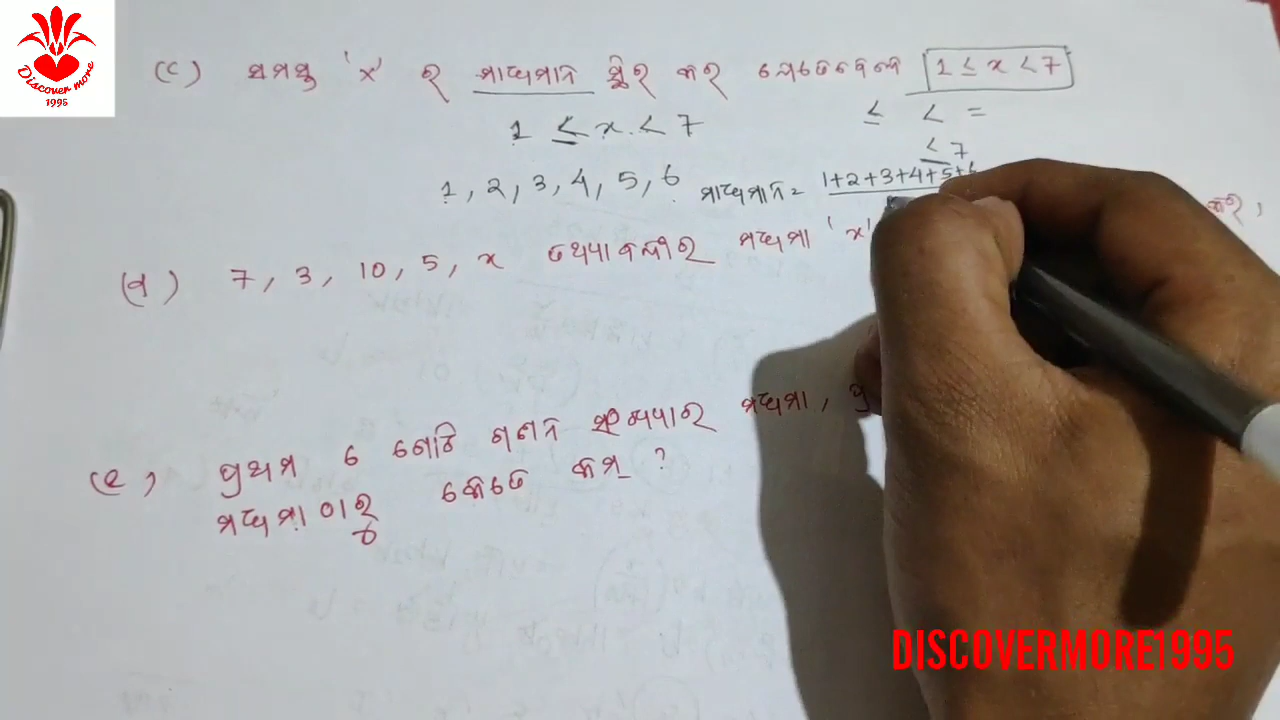 Discover more
1995
(c) ସମସ୍ତ 'x' ର ମାଧ୍ୟମାନ ସ୍ଥିର କର ଯେତେବେଳେ 1 ≤ x < 7
1 ≤ x < 7
≤ < =
< 7
1, 2, 3, 4, 5, 6
ମାଧ୍ୟମାନ = 1+2+3+4+5+6
7, 3, 10, 5, x ତଥ୍ୟାବଳୀର ମଧ୍ୟମା 'x'
କର,
ପ୍ରଥମ ୫ ଗୋଟି ଗଣନ ସଂଖ୍ୟାର ମଧ୍ୟମା,
ମଧ୍ୟମା ଠାରୁ କେତେ କମ୍ ?
DISCOVERMORE1995